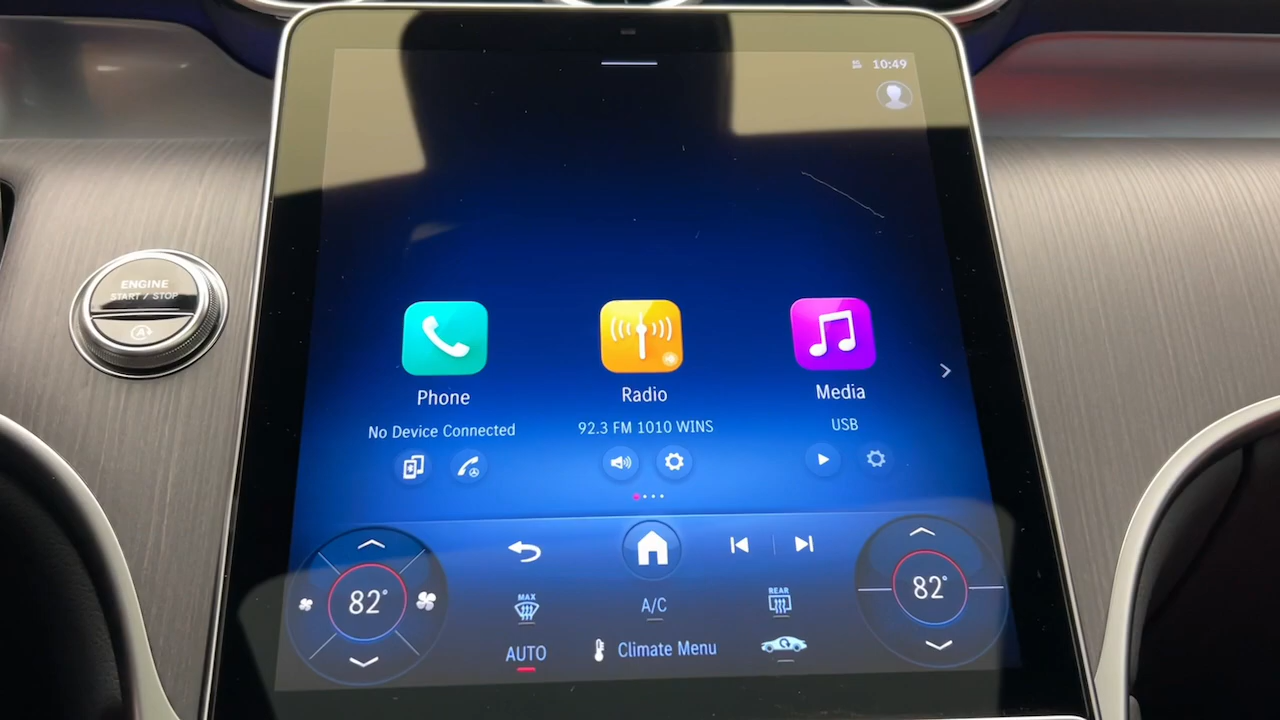 10:49
ENGINE
START / STOP
A
Phone
Radio
Media
No Device Connected
92.3 FM 1010 WINS
USB
82°
MAX
A/C
REAR
82°
AUTO
Climate Menu